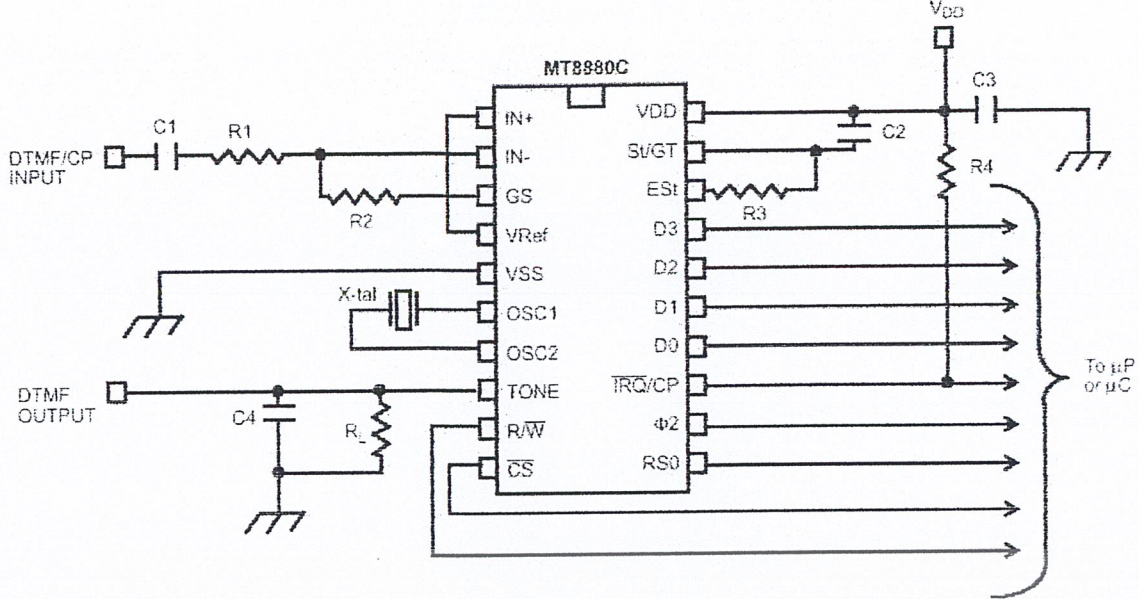 VDD
MT8880C
C3
C1
R1
IN+
VDD
C2
DTMF/CP
INPUT
IN-
St/GT
R4
GS
ESt
R2
R3
VRef
D3
VSS
D2
X-tal
OSC1
D1
OSC2
D0
To µP
or µC
DTMF
OUTPUT
TONE
IRQ/CP
C4
RL
R/W
Φ2
CS
RS0